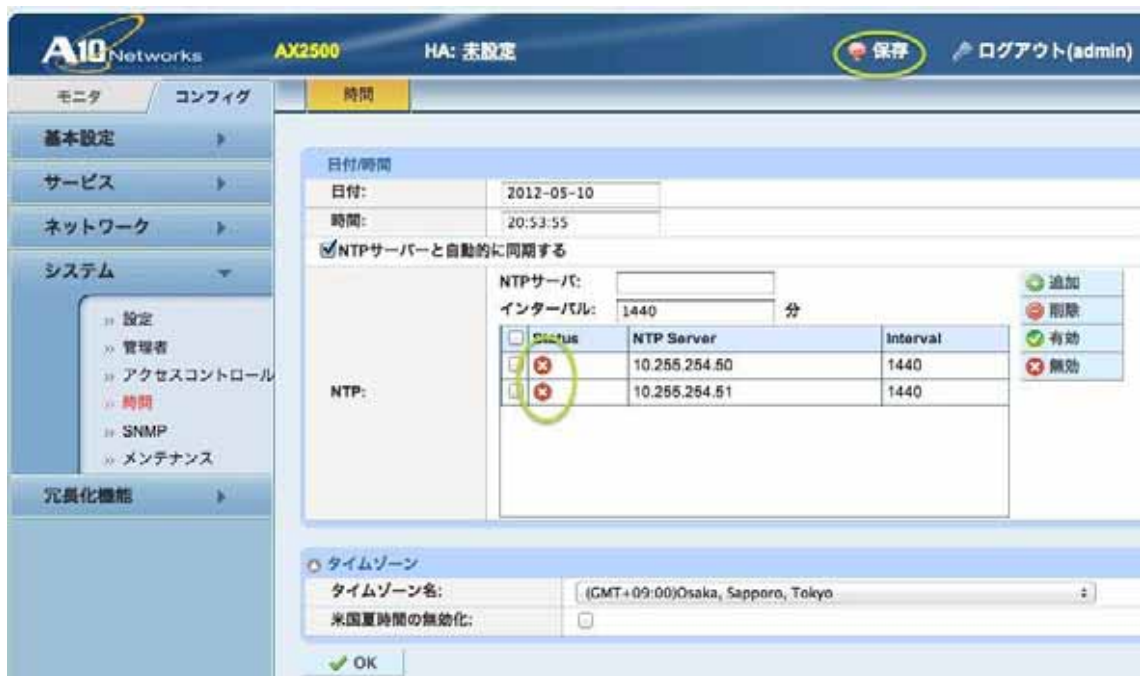 A10 Networks AX2500 HA: 未設定 保存 ログアウト(admin)
モニタ コンフィグ 時間
基本設定
サービス
ネットワーク
システム
設定
管理者
アクセスコントロール
時間
SNMP
メンテナンス
冗長化機能
日付/時間
日付: 2012-05-10
時間: 20:53:55
NTPサーバーと自動的に同期する
NTP:
NTPサーバ:
インターバル: 1440 分
Status NTP Server Interval
10.255.254.50 1440
10.255.254.51 1440
追加
削除
有効
無効
タイムゾーン
タイムゾーン名: (GMT+09:00)Osaka, Sapporo, Tokyo
米国夏時間の無効化:
OK